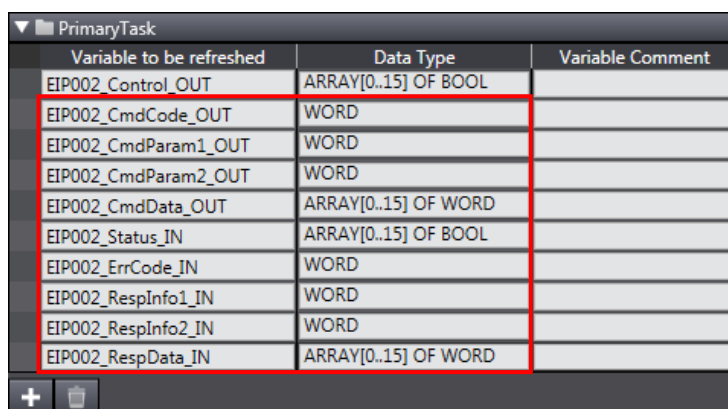 PrimaryTask
Variable to be refreshed Data Type Variable Comment
EIP002_Control_OUT ARRAY[0..15] OF BOOL
EIP002_CmdCode_OUT WORD
EIP002_CmdParam1_OUT WORD
EIP002_CmdParam2_OUT WORD
EIP002_CmdData_OUT ARRAY[0..15] OF WORD
EIP002_Status_IN ARRAY[0..15] OF BOOL
EIP002_ErrCode_IN WORD
EIP002_RespInfo1_IN WORD
EIP002_RespInfo2_IN WORD
EIP002_RespData_IN ARRAY[0..15] OF WORD